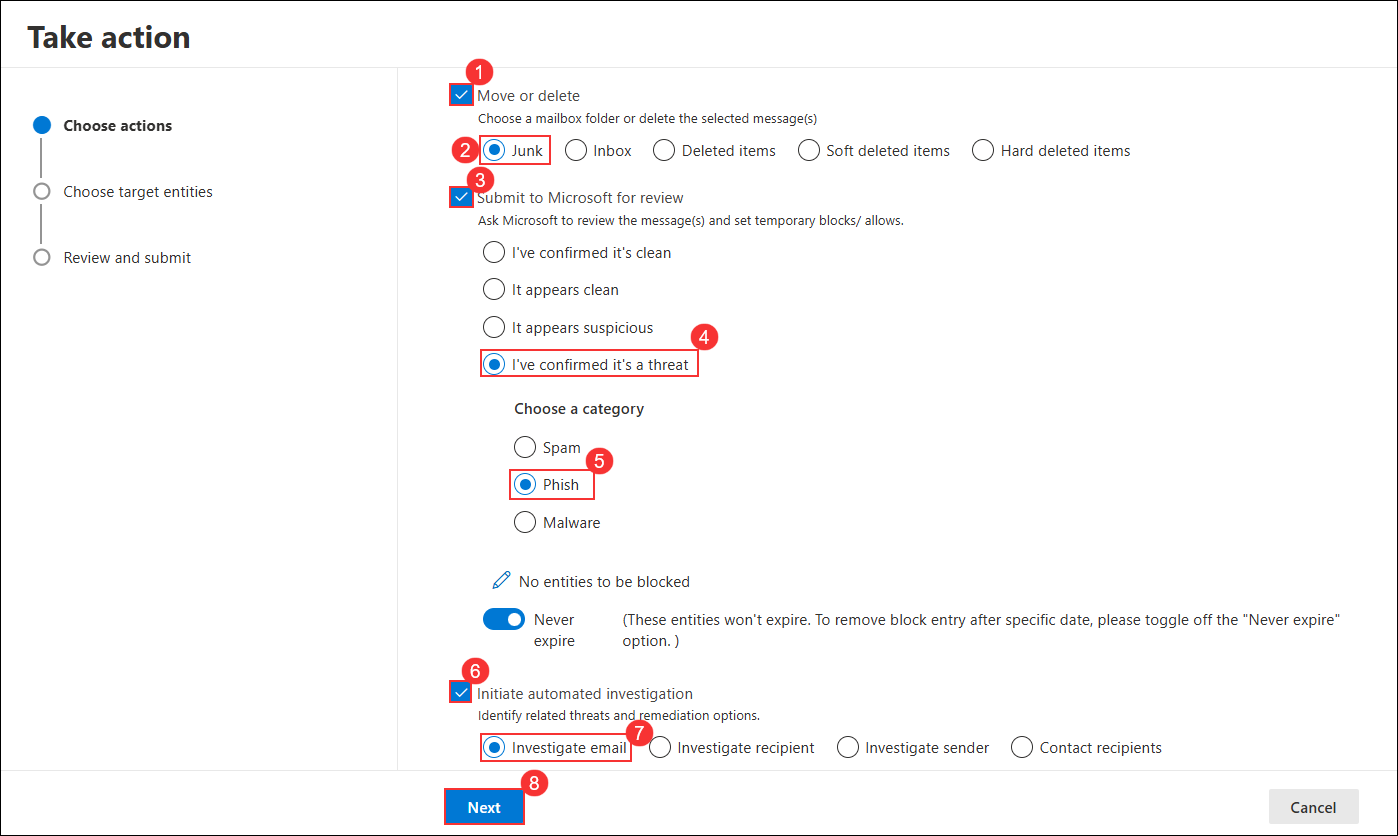 Take action
Choose actions
Choose target entities
Review and submit
1
Move or delete
Choose a mailbox folder or delete the selected message(s)
2 Junk Inbox Deleted items Soft deleted items Hard deleted items
3
Submit to Microsoft for review
Ask Microsoft to review the message(s) and set temporary blocks/ allows.
I've confirmed it's clean
It appears clean
It appears suspicious
4
I've confirmed it's a threat
Choose a category
Spam
5
Phish
Malware
No entities to be blocked
Never (These entities won't expire. To remove block entry after specific date, please toggle off the "Never expire"
expire option. )
6
Initiate automated investigation
Identify related threats and remediation options.
7
Investigate email Investigate recipient Investigate sender Contact recipients
8
Next Cancel